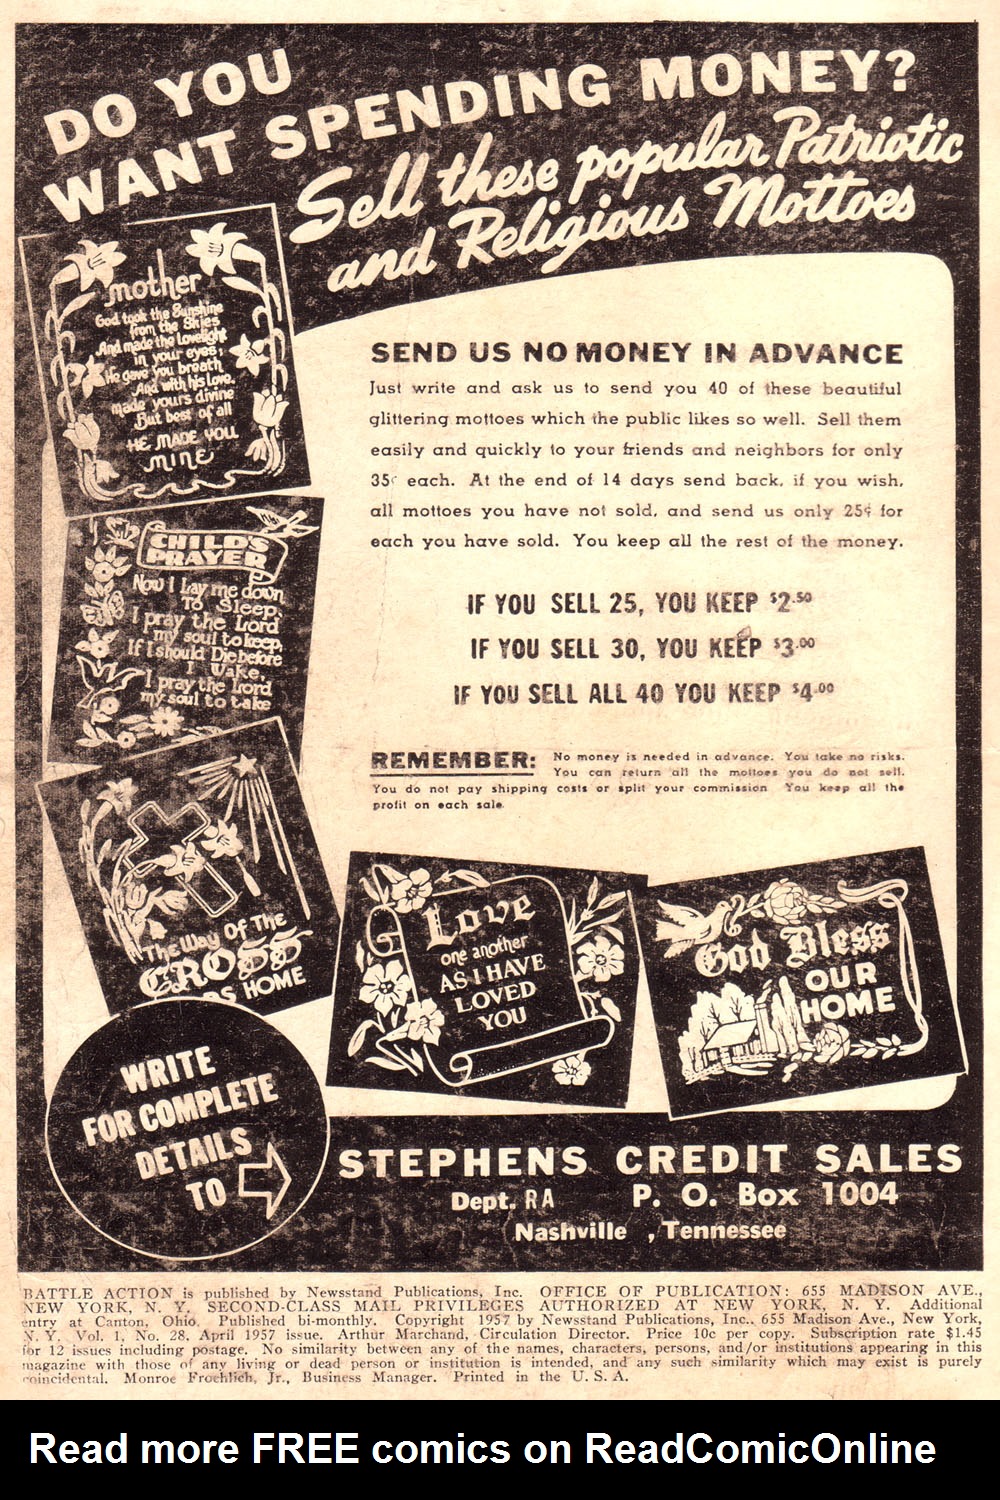 DO YOU
WANT SPENDING MONEY?
Sell these popular Patriotic
and Religious Mottoes
mother
God took the Sunshine
from the Skies
And made the Lovelight
in your eyes;
He gave you breath
And with his Love,
made yours divine
But best of all
HE MADE YOU
MINE
SEND US NO MONEY IN ADVANCE
Just write and ask us to send you 40 of these beautiful
glittering mottoes which the public likes so well. Sell them
easily and quickly to your friends and neighbors for only
35¢ each. At the end of 14 days send back, if you wish,
all mottoes you have not sold, and send us only 25¢ for
each you have sold. You keep all the rest of the money.
CHILD'S
PRAYER
Now I Lay me down
To Sleep,
I pray the Lord
my soul to keep,
If I should Die before
I Wake,
I pray the Lord
my soul to take
IF YOU SELL 25, YOU KEEP $2.50
IF YOU SELL 30, YOU KEEP $3.00
IF YOU SELL ALL 40 YOU KEEP $4.00
REMEMBER: No money is needed in advance. You take no risks.
You can return all the mottoes you do not sell.
You do not pay shipping costs or split your commission You keep all the
profit on each sale.
The Way Of The
CROSS
DS HOME
Love
one another
AS I HAVE
LOVED
YOU
God Bless
OUR
HOME
WRITE
FOR COMPLETE
DETAILS
TO
STEPHENS CREDIT SALES
Dept. RA P. O. Box 1004
Nashville , Tennessee
BATTLE ACTION is published by Newsstand Publications, Inc. OFFICE OF PUBLICATION: 655 MADISON AVE.,
NEW YORK, N. Y. SECOND-CLASS MAIL PRIVILEGES AUTHORIZED AT NEW YORK, N. Y. Additional
entry at Canton, Ohio. Published bi-monthly. Copyright 1957 by Newsstand Publications, Inc., 655 Madison Ave., New York,
N. Y. Vol. 1, No. 28, April 1957 issue. Arthur Marchand, Circulation Director. Price 10c per copy. Subscription rate $1.45
for 12 issues including postage. No similarity between any of the names, characters, persons, and/or institutions appearing in this
magazine with those of any living or dead person or institution is intended, and any such similarity which may exist is purely
coincidental. Monroe Froehlich, Jr., Business Manager. Printed in the U. S. A.
Read more FREE comics on ReadComicOnline